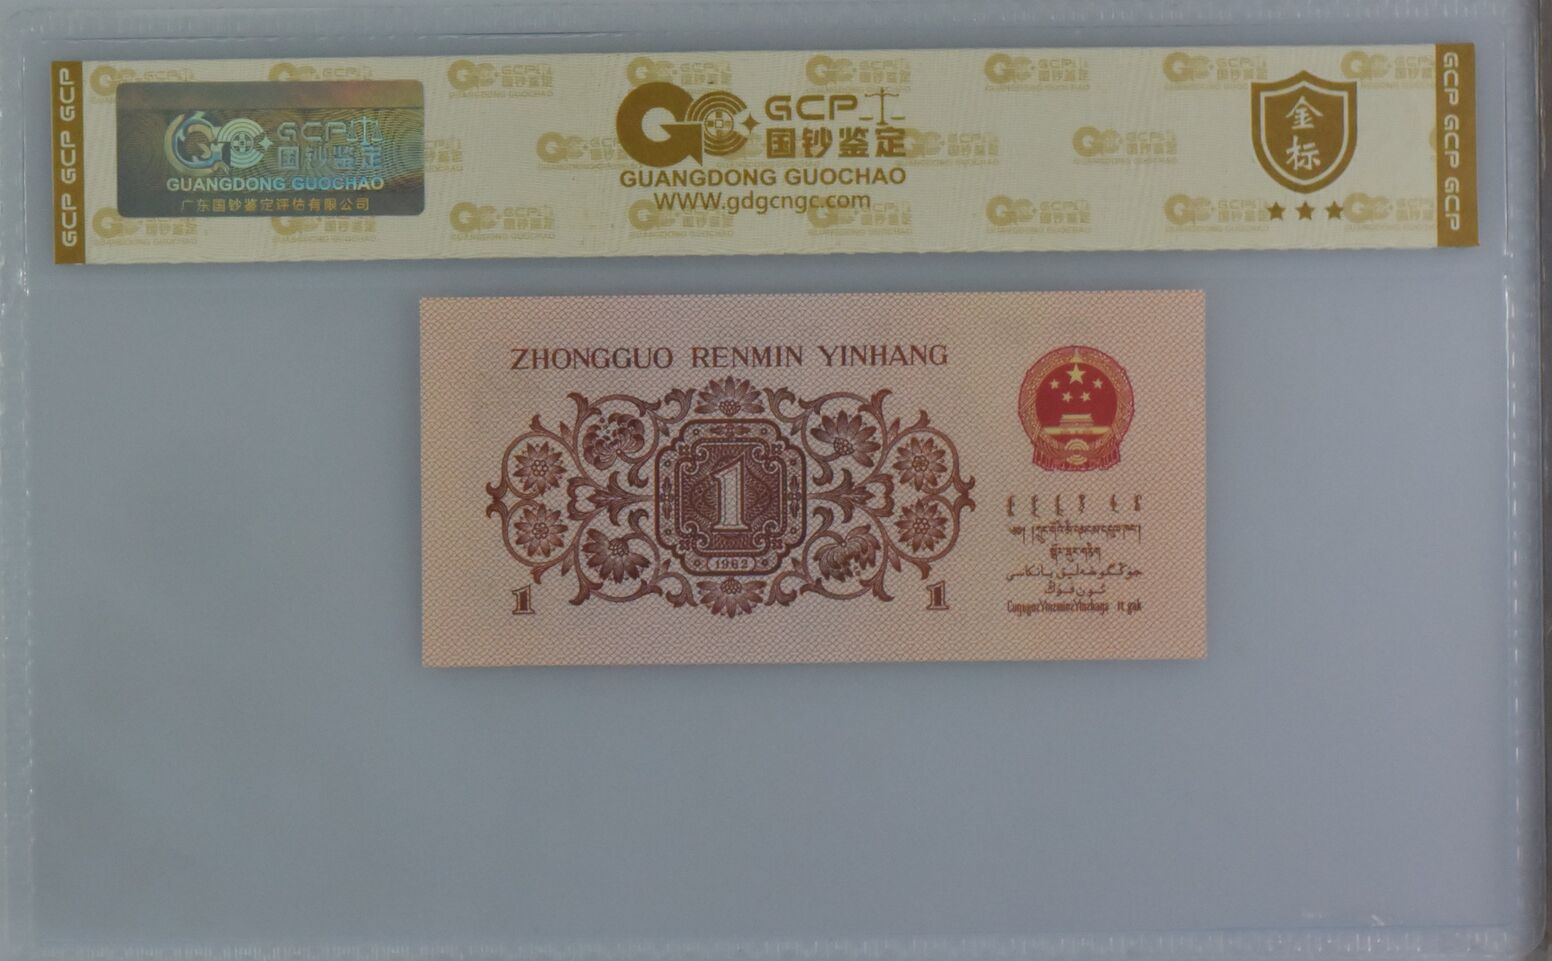 GCP GCP GCP
GCP
国钞鉴定
GUANGDONG GUOCHAO
广东国钞鉴定评估有限公司
GCP
国钞鉴定
GUANGDONG GUOCHAO
WWW.gdgcngc.com
金
标
GCP GCP GCP
ZHONGGUO RENMIN YINHANG
1
1962
1
1